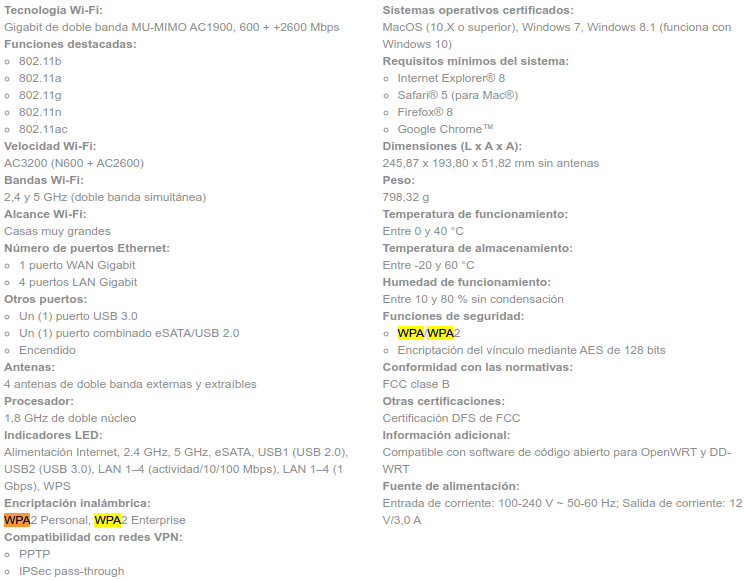 Tecnología Wi-Fi:
Gigabit de doble banda MU-MIMO AC1900, 600 + +2600 Mbps
Funciones destacadas:
802.11b
802.11a
802.11g
802.11n
802.11ac
Velocidad Wi-Fi:
AC3200 (N600 + AC2600)
Bandas Wi-Fi:
2,4 y 5 GHz (doble banda simultánea)
Alcance Wi-Fi:
Casas muy grandes
Número de puertos Ethernet:
1 puerto WAN Gigabit
4 puertos LAN Gigabit
Otros puertos:
Un (1) puerto USB 3.0
Un (1) puerto combinado eSATA/USB 2.0
Encendido
Antenas:
4 antenas de doble banda externas y extraíbles
Procesador:
1,8 GHz de doble núcleo
Indicadores LED:
Alimentación Internet, 2.4 GHz, 5 GHz, eSATA, USB1 (USB 2.0),
USB2 (USB 3.0), LAN 1–4 (actividad/10/100 Mbps), LAN 1–4 (1
Gbps), WPS
Encriptación inalámbrica:
WPA2 Personal, WPA2 Enterprise
Compatibilidad con redes VPN:
PPTP
IPSec pass-through
Sistemas operativos certificados:
MacOS (10.X o superior), Windows 7, Windows 8.1 (funciona con
Windows 10)
Requisitos mínimos del sistema:
Internet Explorer® 8
Safari® 5 (para Mac®)
Firefox® 8
Google Chrome™
Dimensiones (L x A x A):
245,87 x 193,80 x 51,82 mm sin antenas
Peso:
798,32 g
Temperatura de funcionamiento:
Entre 0 y 40 °C
Temperatura de almacenamiento:
Entre -20 y 60 °C
Humedad de funcionamiento:
Entre 10 y 80 % sin condensación
Funciones de seguridad:
WPA/WPA2
Encriptación del vínculo mediante AES de 128 bits
Conformidad con las normativas:
FCC clase B
Otras certificaciones:
Certificación DFS de FCC
Información adicional:
Compatible con software de código abierto para OpenWRT y DD-
WRT
Fuente de alimentación:
Entrada de corriente: 100-240 V ~ 50-60 Hz; Salida de corriente: 12
V/3,0 A